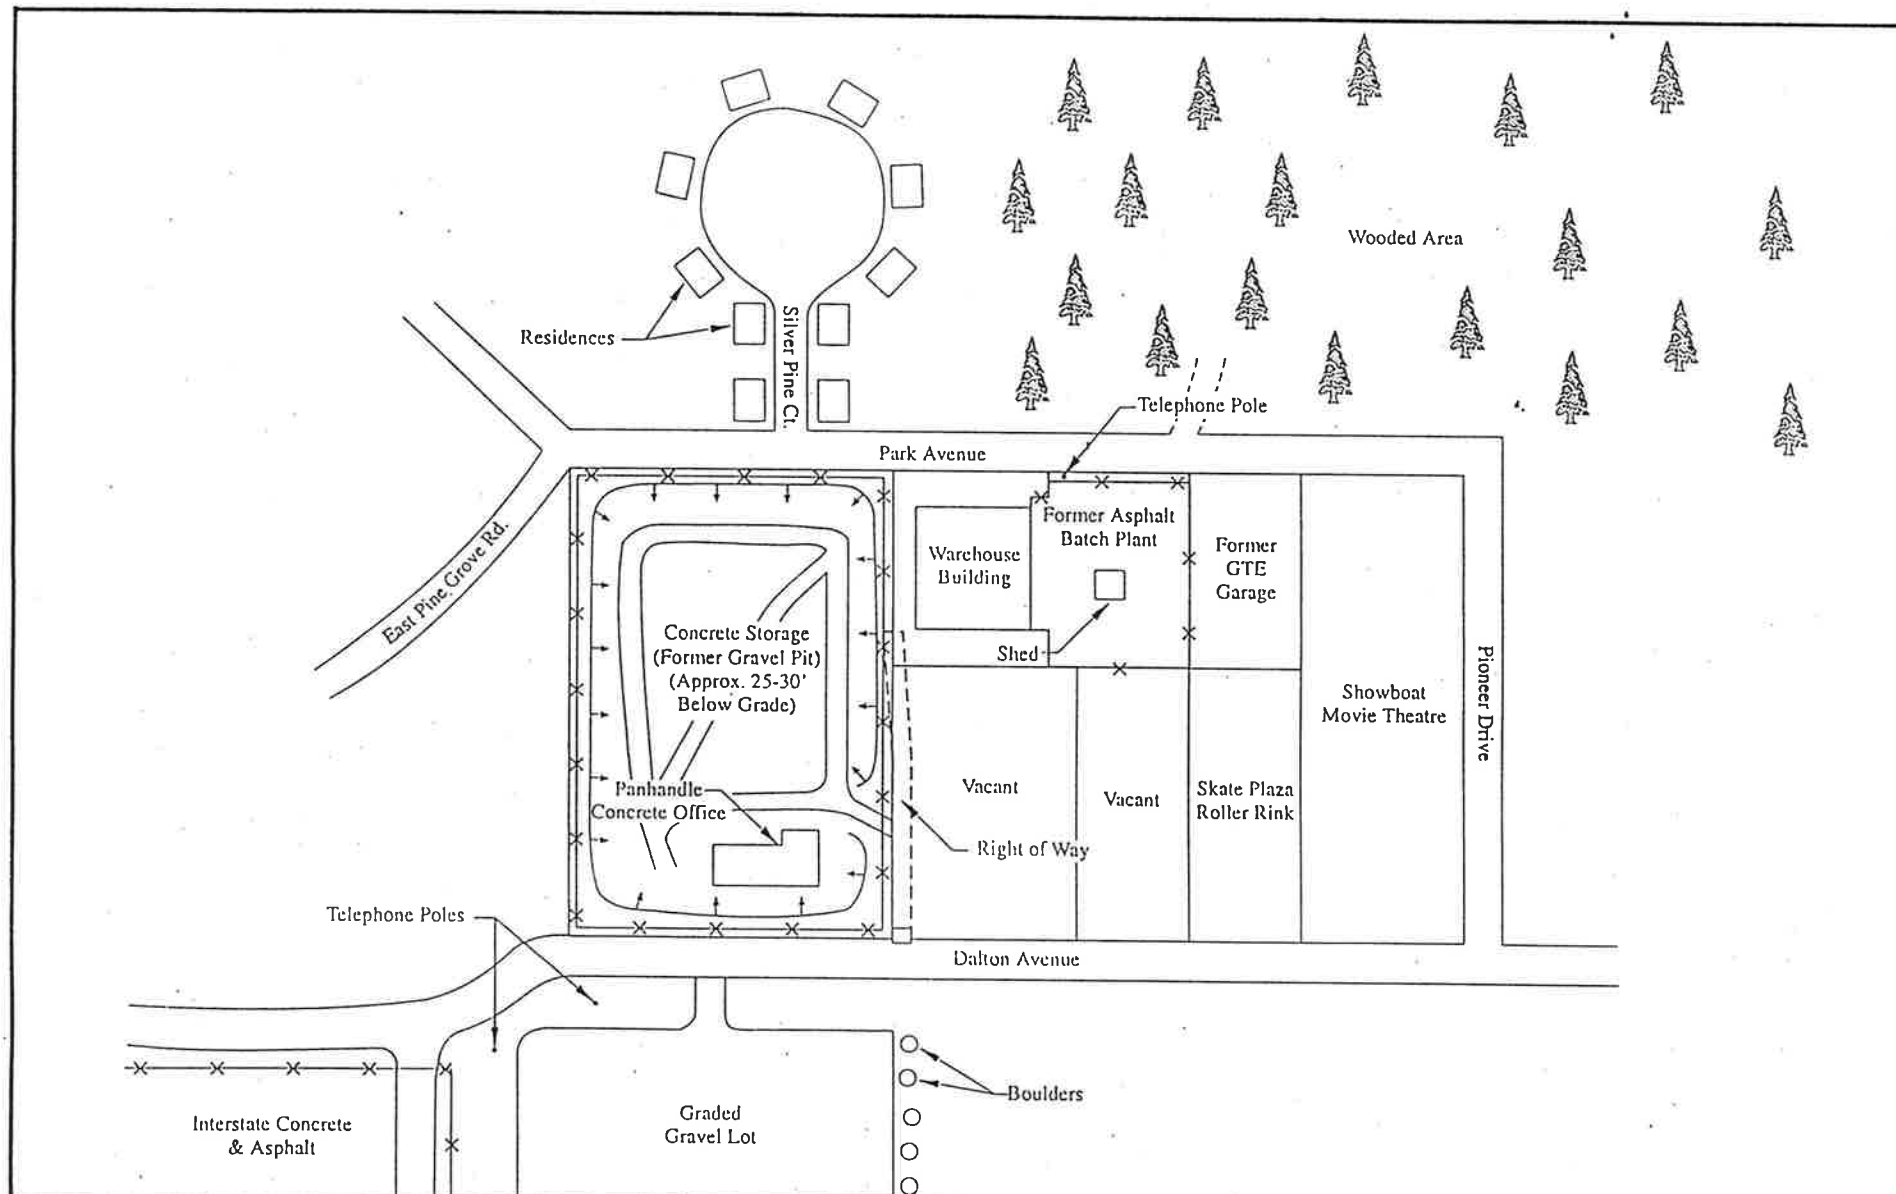 Wooded Area
Residences
Silver Pine Ct.
Telephone Pole
Park Avenue
East Pine Grove Rd.
Former Asphalt
Batch Plant
Warehouse
Building
Former
GTE
Garage
Concrete Storage
(Former Gravel Pit)
(Approx. 25-30'
Below Grade)
Shed
Pioneer Drive
Showboat
Movie Theatre
Panhandle
Concrete Office
Vacant
Vacant
Skate Plaza
Roller Rink
Right of Way
Telephone Poles
Dalton Avenue
Boulders
Interstate Concrete
& Asphalt
Graded
Gravel Lot